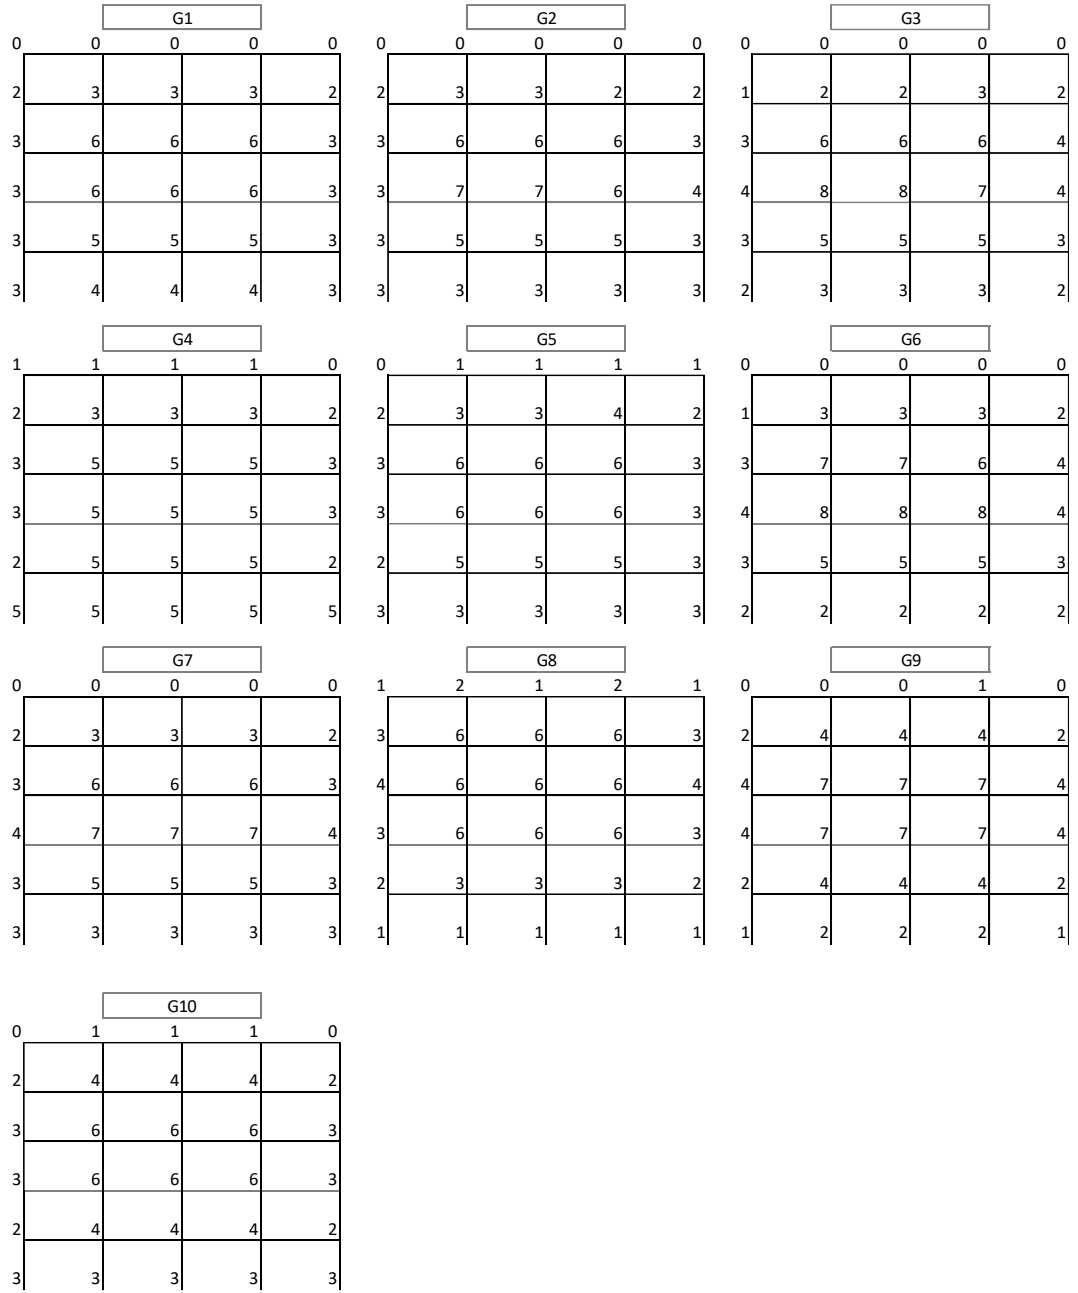 G1 G2 G3
0 0 0 0 0 0 0 0 0 0 0 0 0 0 0
2 3 3 3 2 2 3 3 2 2 1 2 2 3 2
3 6 6 6 3 3 6 6 6 3 3 6 6 6 4
3 6 6 6 3 3 7 7 6 4 4 8 8 7 4
3 5 5 5 3 3 5 5 5 3 3 5 5 5 3
3 4 4 4 3 3 3 3 3 3 2 3 3 3 2
G4 G5 G6
1 1 1 1 0 0 1 1 1 1 0 0 0 0 0
2 3 3 3 2 2 3 3 4 2 1 3 3 3 2
3 5 5 5 3 3 6 6 6 3 3 7 7 6 4
3 5 5 5 3 3 6 6 6 3 4 8 8 8 4
2 5 5 5 2 2 5 5 5 3 3 5 5 5 3
5 5 5 5 5 3 3 3 3 3 2 2 2 2 2
G7 G8 G9
0 0 0 0 0 1 2 1 2 1 0 0 0 1 0
2 3 3 3 2 3 6 6 6 3 2 4 4 4 2
3 6 6 6 3 4 6 6 6 4 4 7 7 7 4
4 7 7 7 4 3 6 6 6 3 4 7 7 7 4
3 5 5 5 3 2 3 3 3 2 2 4 4 4 2
3 3 3 3 3 1 1 1 1 1 1 2 2 2 1
G10
0 1 1 1 0
2 4 4 4 2
3 6 6 6 3
3 6 6 6 3
2 4 4 4 2
3 3 3 3 3